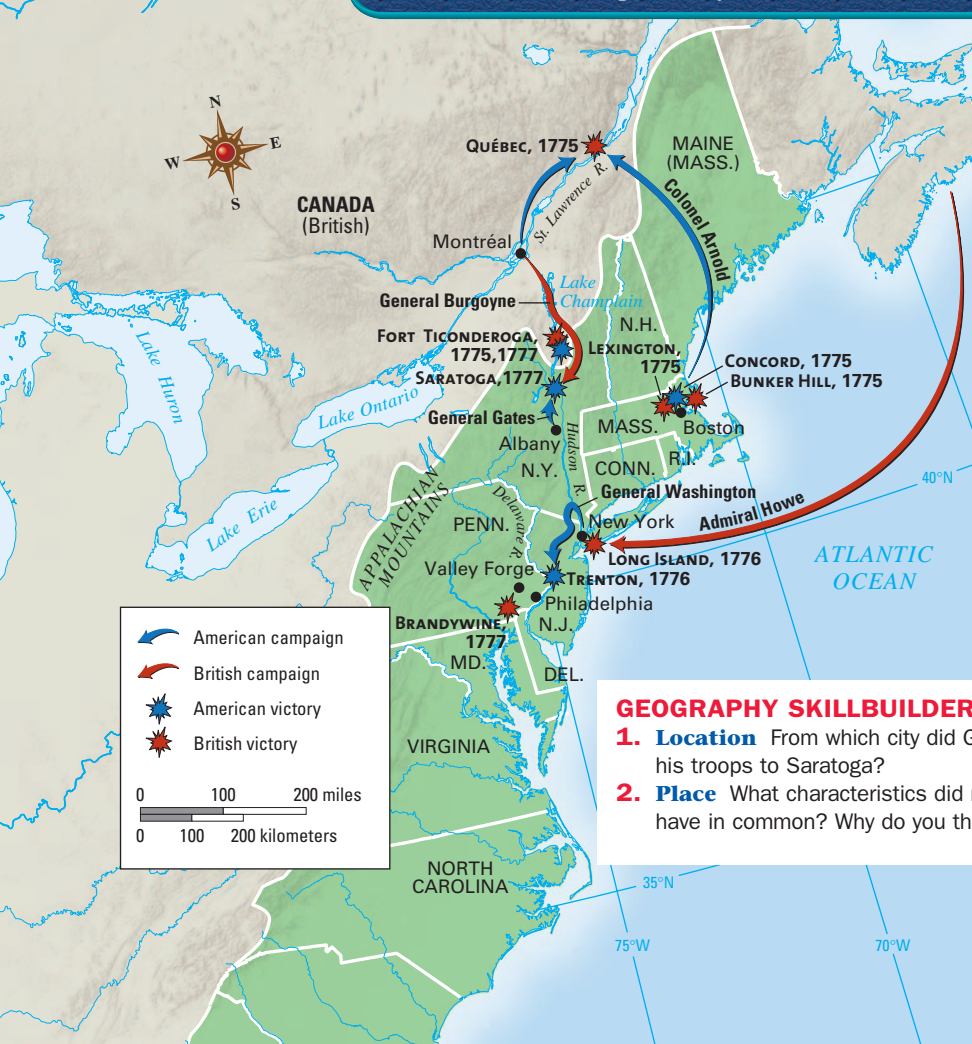 N
E
W
S
QUÉBEC, 1775
MAINE
(MASS.)
St. Lawrence R.
Colonel Arnold
CANADA
(British)
Montréal
Lake
Champlain
General Burgoyne
N.H.
FORT TICONDEROGA,
1775,1777
LEXINGTON,
1775
CONCORD, 1775
BUNKER HILL, 1775
SARATOGA,1777
Lake Huron
Lake Ontario
General Gates
Albany
MASS.
Boston
Hudson R.
N.Y.
CONN.
R.I.
40°N
General Washington
APPALACHIAN
MOUNTAINS
Delaware R.
Lake Erie
PENN.
New York
Admiral Howe
LONG ISLAND, 1776
ATLANTIC
OCEAN
Valley Forge
TRENTON, 1776
Philadelphia
BRANDYWINE,
1777
N.J.
MD.
DEL.
American campaign
British campaign
American victory
British victory
0 100 200 miles
0 100 200 kilometers
VIRGINIA
GEOGRAPHY SKILLBUILDER
1. Location From which city did G
his troops to Saratoga?
2. Place What characteristics did
have in common? Why do you th
NORTH
CAROLINA
35°N
75°W
70°W